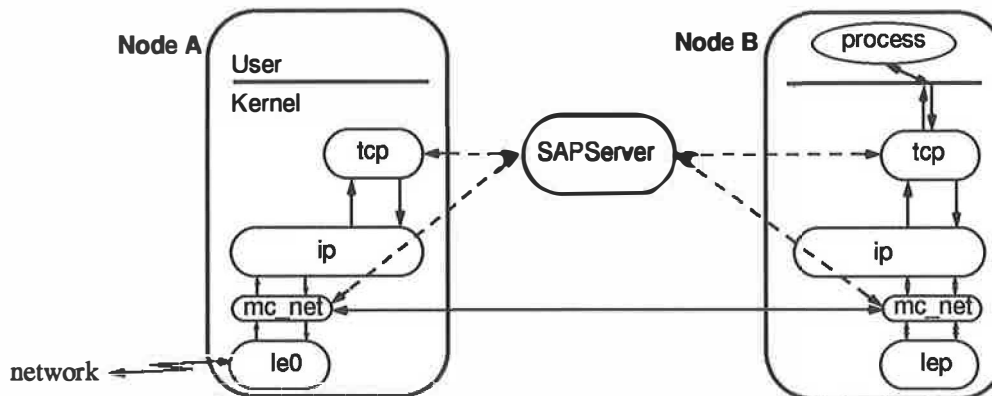 Node A
User
Kernel
tcp
ip
mc_net
le0
network
SAPServer
Node B
process
tcp
ip
mc_net
lep